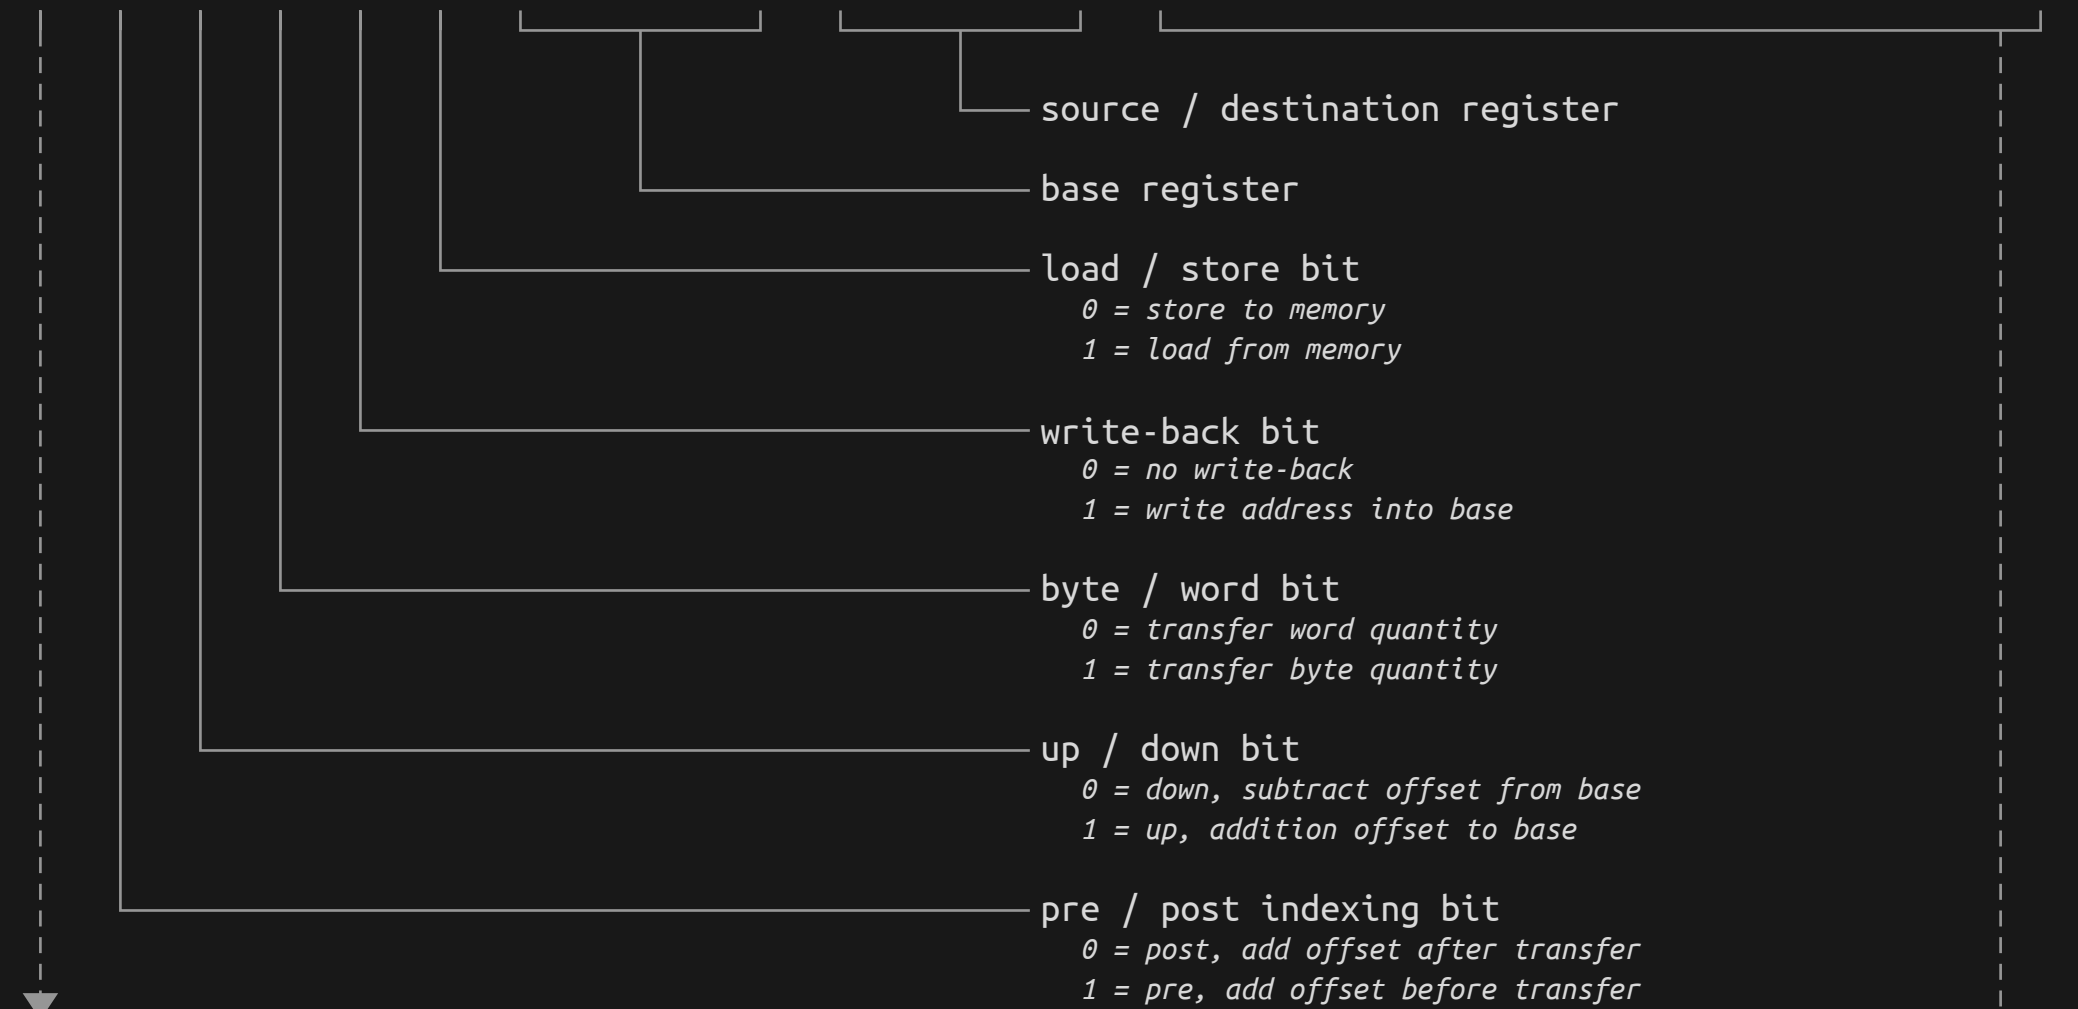 source / destination register
base register
load / store bit
0 = store to memory
1 = load from memory
write-back bit
0 = no write-back
1 = write address into base
byte / word bit
0 = transfer word quantity
1 = transfer byte quantity
up / down bit
0 = down, subtract offset from base
1 = up, addition offset to base
pre / post indexing bit
0 = post, add offset after transfer
1 = pre, add offset before transfer